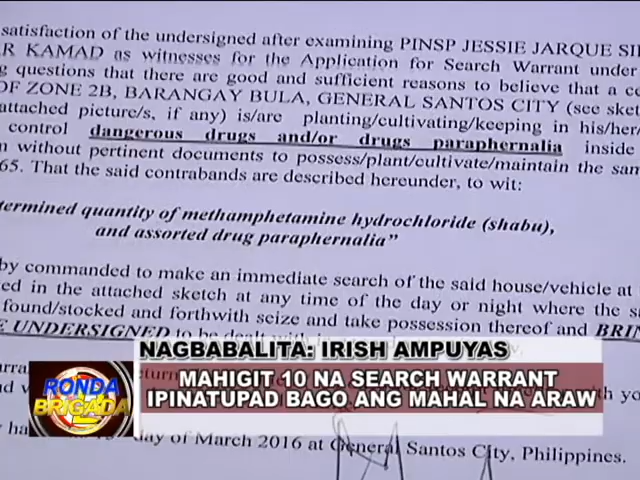 satisfaction of the undersigned after examining PINSP JESSIE JARQUE
R KAMAD as witnesses for the Application for Search Warrant under
questions that there are good and sufficient reasons to believe that a
OF ZONE 2B, BARANGAY BULA, GENERAL SANTOS CITY (see
attached picture/s, if any) is/are planting/cultivating/keeping in his/her
control dangerous drugs and/or drugs paraphernalia inside
without pertinent documents to possess/plant/cultivate/maintain the
65. That the said contrabands are described hereunder, to wit:
termined quantity of methamphetamine hydrochloride (shabu),
and assorted drug paraphernalia”
by commanded to make an immediate search of the said house/vehicle at
ed in the attached sketch at any time of the day or night where the
found/stocked and forthwith seize and take possession thereof and
E UNDERSIGNED to be dealt with
NAGBABALITA: IRISH AMPUYAS
RONDA BRIGADA
MAHIGIT 10 NA SEARCH WARRANT
IPINATUPAD BAGO ANG MAHAL NA ARAW
day of March 2016 at General Santos City, Philippines.